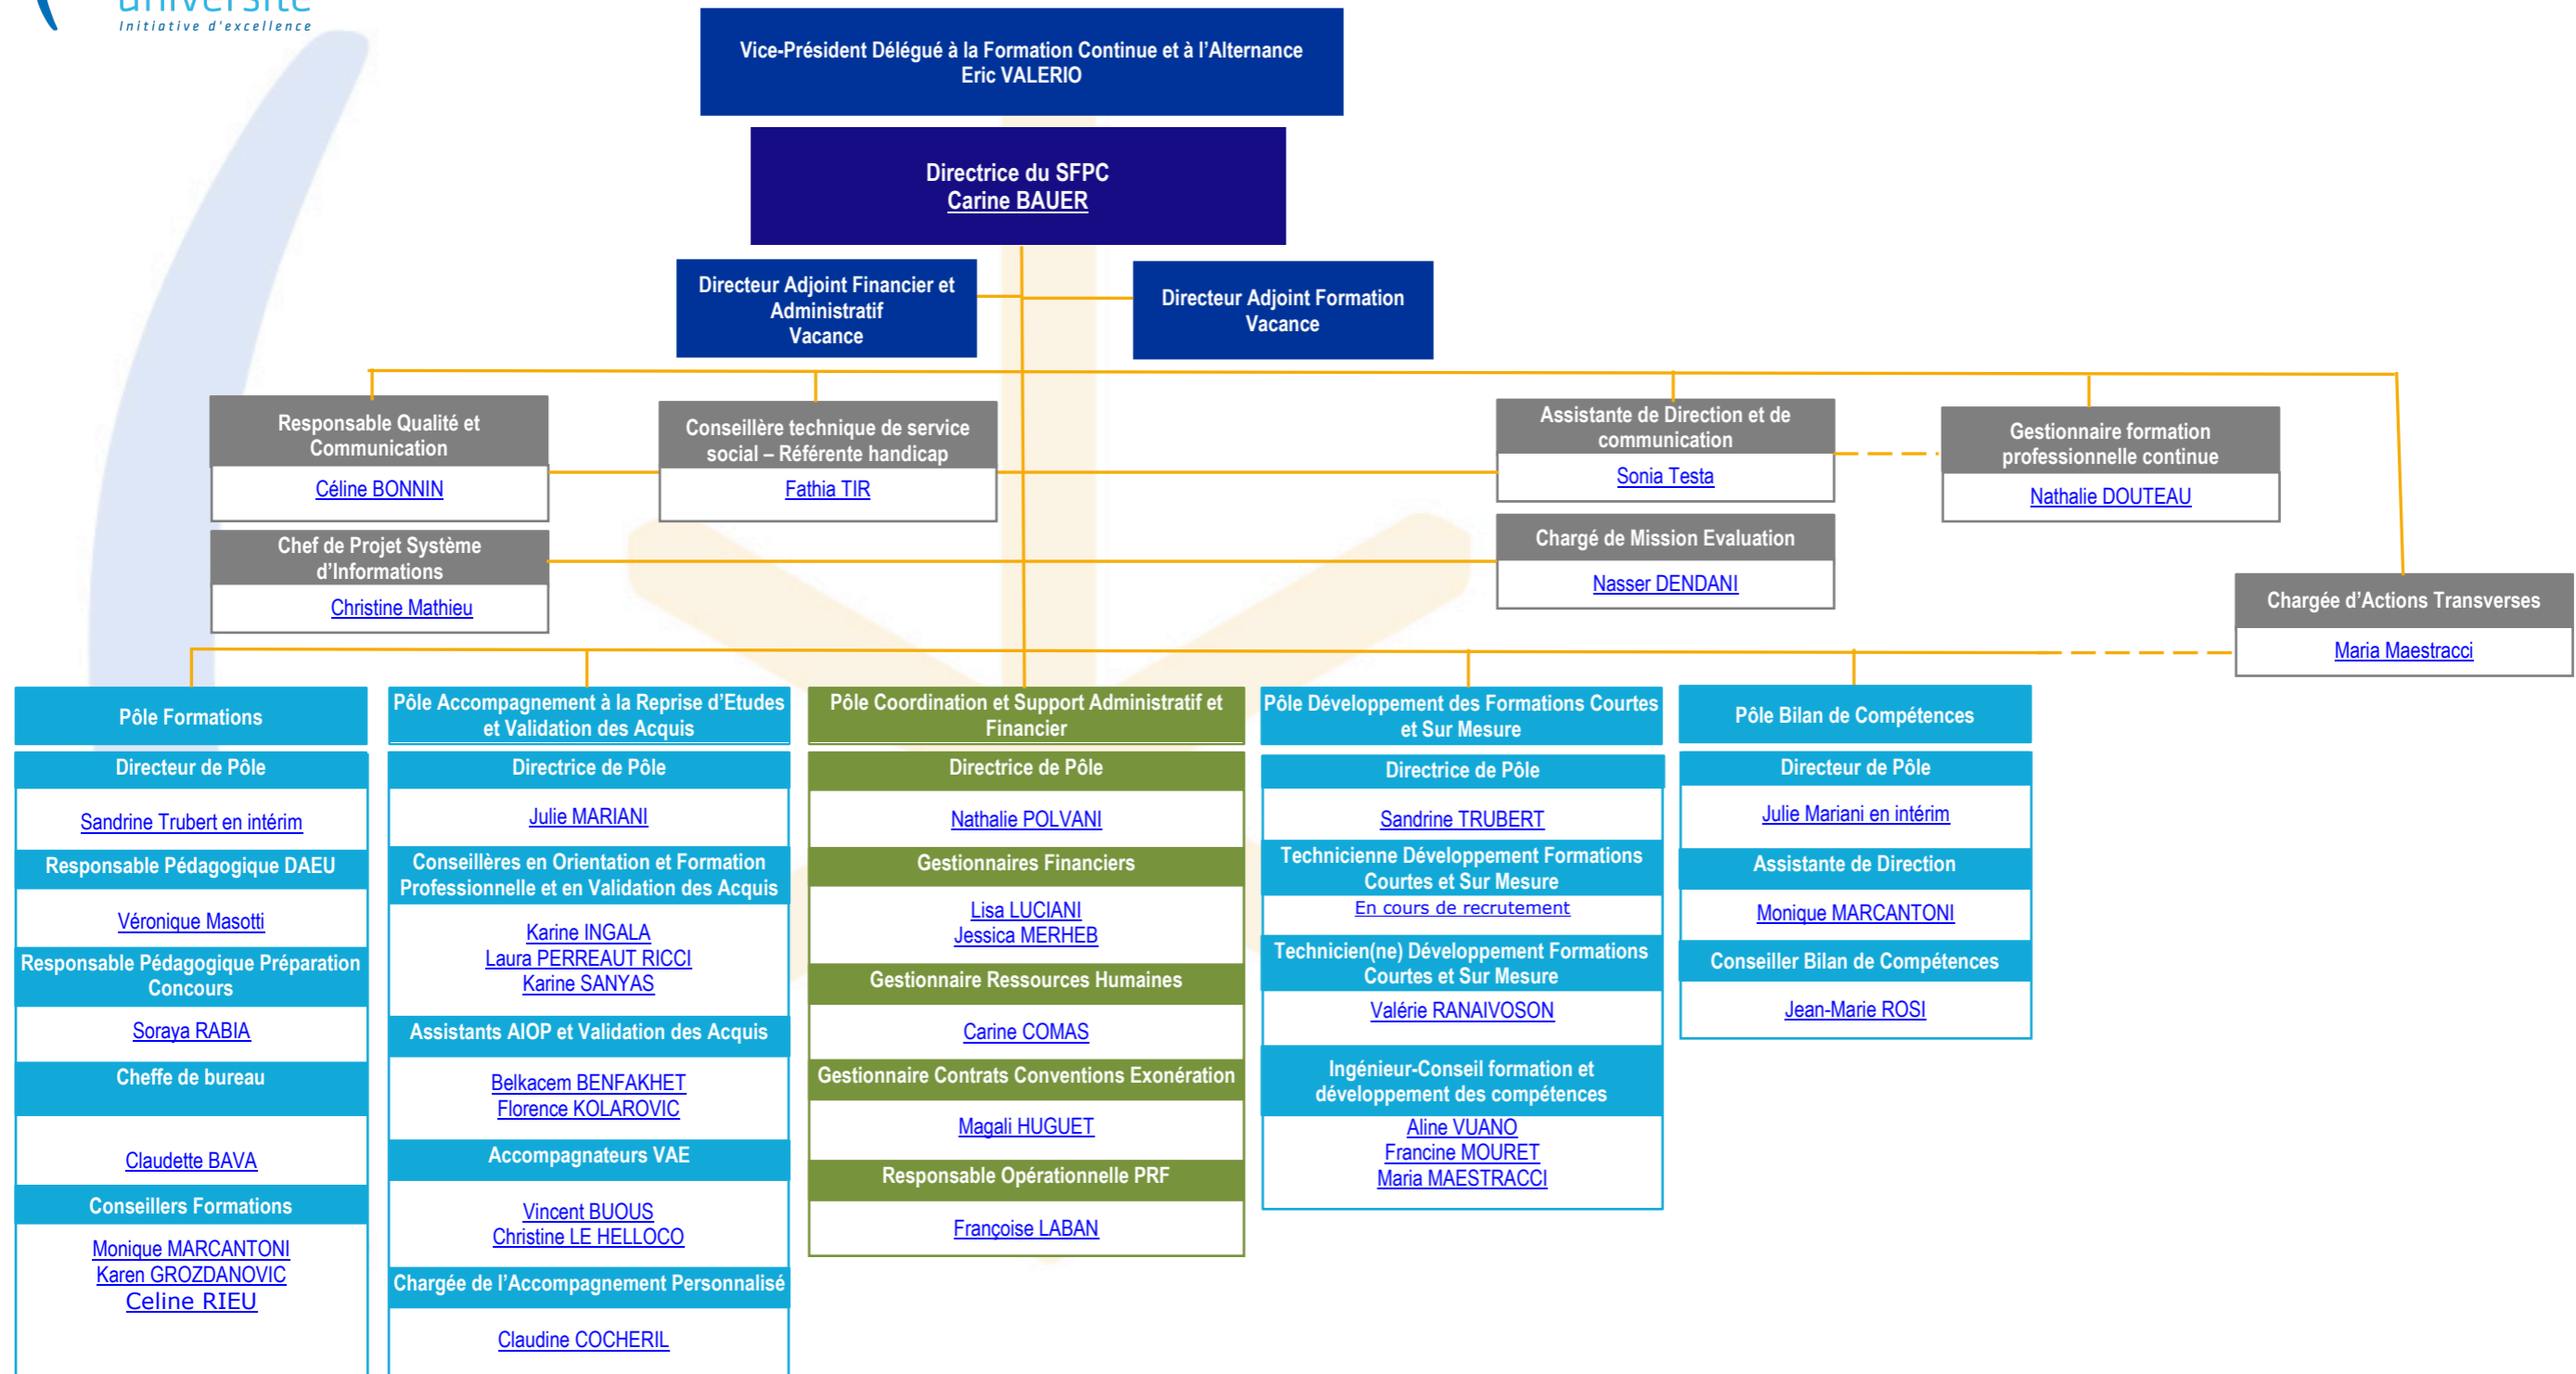 Initiative d'excellence
Vice-Président Délégué à la Formation Continue et à l'Alternance
Eric VALERIO
Directrice du SFPC
Carine BAUER
Directeur Adjoint Financier et
Administratif
Vacance
Directeur Adjoint Formation
Vacance
Responsable Qualité et
Communication
Céline BONNIN
Conseillère technique de service
social – Référente handicap
Fathia TIR
Assistante de Direction et de
communication
Sonia Testa
Gestionnaire formation
professionnelle continue
Nathalie DOUTEAU
Chef de Projet Système
d'Informations
Christine Mathieu
Chargé de Mission Evaluation
Nasser DENDANI
Chargée d'Actions Transverses
Maria Maestracci
Pôle Formations
Directeur de Pôle
Sandrine Trubert en intérim
Responsable Pédagogique DAEU
Véronique Masotti
Responsable Pédagogique Préparation
Concours
Soraya RABIA
Cheffe de bureau
Claudette BAVA
Conseillers Formations
Monique MARCANTONI
Karen GROZDANOVIC
Celine RIEU
Pôle Accompagnement à la Reprise d'Etudes
et Validation des Acquis
Directrice de Pôle
Julie MARIANI
Conseillères en Orientation et Formation
Professionnelle et en Validation des Acquis
Karine INGALA
Laura PERREAUT RICCI
Karine SANYAS
Assistants AIOP et Validation des Acquis
Belkacem BENFAKHET
Florence KOLAROVIC
Accompagnateurs VAE
Vincent BUOUS
Christine LE HELLOCO
Chargée de l'Accompagnement Personnalisé
Claudine COCHERIL
Pôle Coordination et Support Administratif et
Financier
Directrice de Pôle
Nathalie POLVANI
Gestionnaires Financiers
Lisa LUCIANI
Jessica MERHEB
Gestionnaire Ressources Humaines
Carine COMAS
Gestionnaire Contrats Conventions Exonération
Magali HUGUET
Responsable Opérationnelle PRF
Françoise LABAN
Pôle Développement des Formations Courtes
et Sur Mesure
Directrice de Pôle
Sandrine TRUBERT
Technicienne Développement Formations
Courtes et Sur Mesure
En cours de recrutement
Technicien(ne) Développement Formations
Courtes et Sur Mesure
Valérie RANAIVOSON
Ingénieur-Conseil formation et
développement des compétences
Aline VUANO
Francine MOURET
Maria MAESTRACCI
Pôle Bilan de Compétences
Directeur de Pôle
Julie Mariani en intérim
Assistante de Direction
Monique MARCANTONI
Conseiller Bilan de Compétences
Jean-Marie ROSI